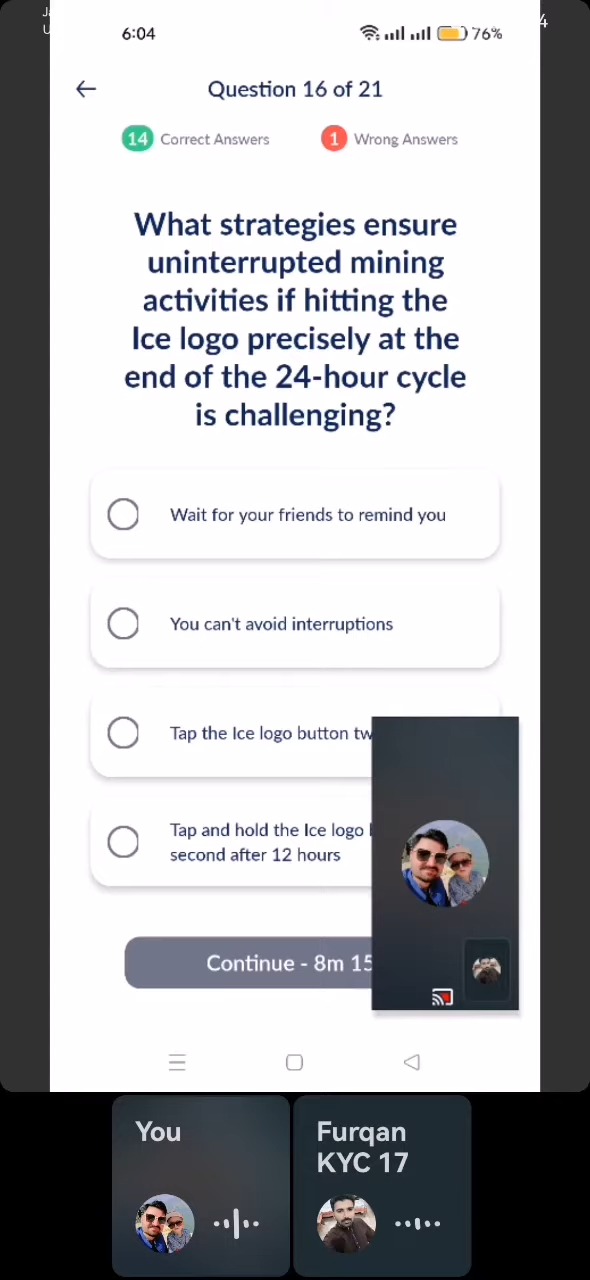 6:04
76%
Question 16 of 21
14 Correct Answers
1 Wrong Answers
What strategies ensure
uninterrupted mining
activities if hitting the
Ice logo precisely at the
end of the 24-hour cycle
is challenging?
Wait for your friends to remind you
You can't avoid interruptions
Tap the Ice logo button tw
Tap and hold the Ice logo
second after 12 hours
Continue - 8m 15
You
Furqan
KYC 17